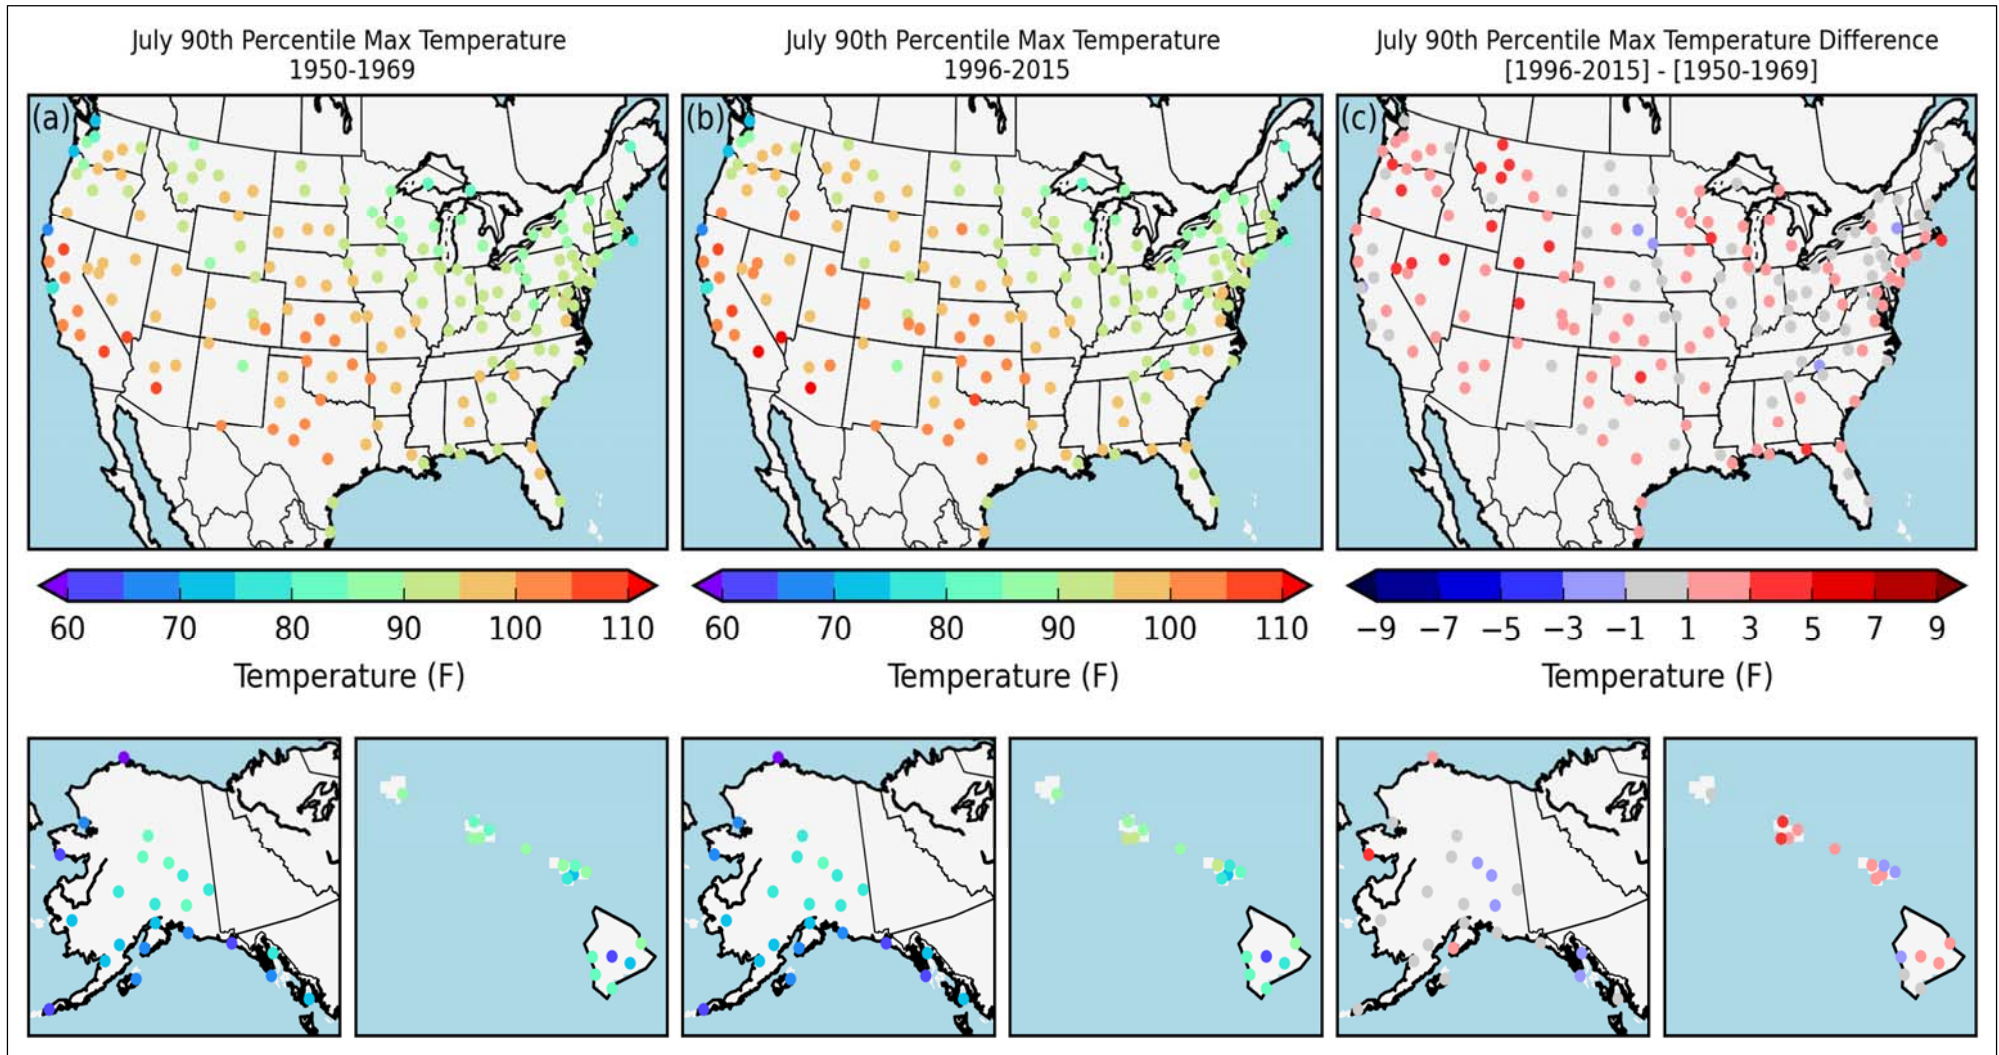 July 90th Percentile Max Temperature
1950-1969
July 90th Percentile Max Temperature
1996-2015
July 90th Percentile Max Temperature Difference
[1996-2015] - [1950-1969]
(a)
(b)
(c)
60 70 80 90 100 110
Temperature (F)
60 70 80 90 100 110
Temperature (F)
−9 −7 −5 −3 −1 1 3 5 7 9
Temperature (F)